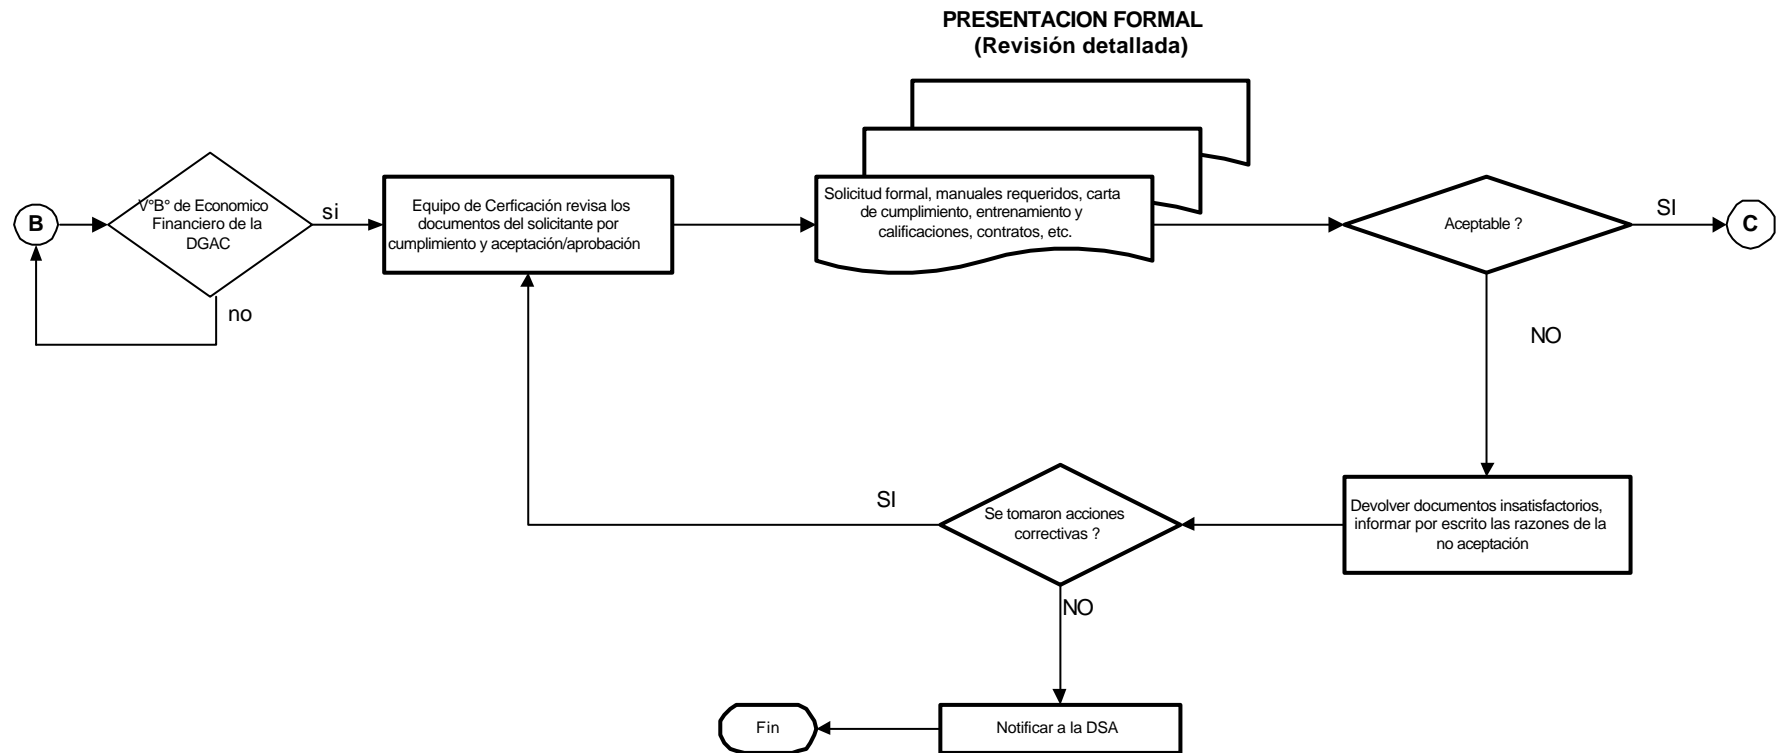 PRESENTACION FORMAL
(Revisión detallada)
B
V°B° de Economico
Financiero de la
DGAC
si
no
Equipo de Cerficación revisa los
documentos del solicitante por
cumplimiento y aceptación/aprobación
Solicitud formal, manuales requeridos, carta
de cumplimiento, entrenamiento y
calificaciones, contratos, etc.
Aceptable ?
SI
C
NO
Devolver documentos insatisfactorios,
informar por escrito las razones de la
no aceptación
Se tomaron acciones
correctivas ?
SI
NO
Notificar a la DSA
Fin